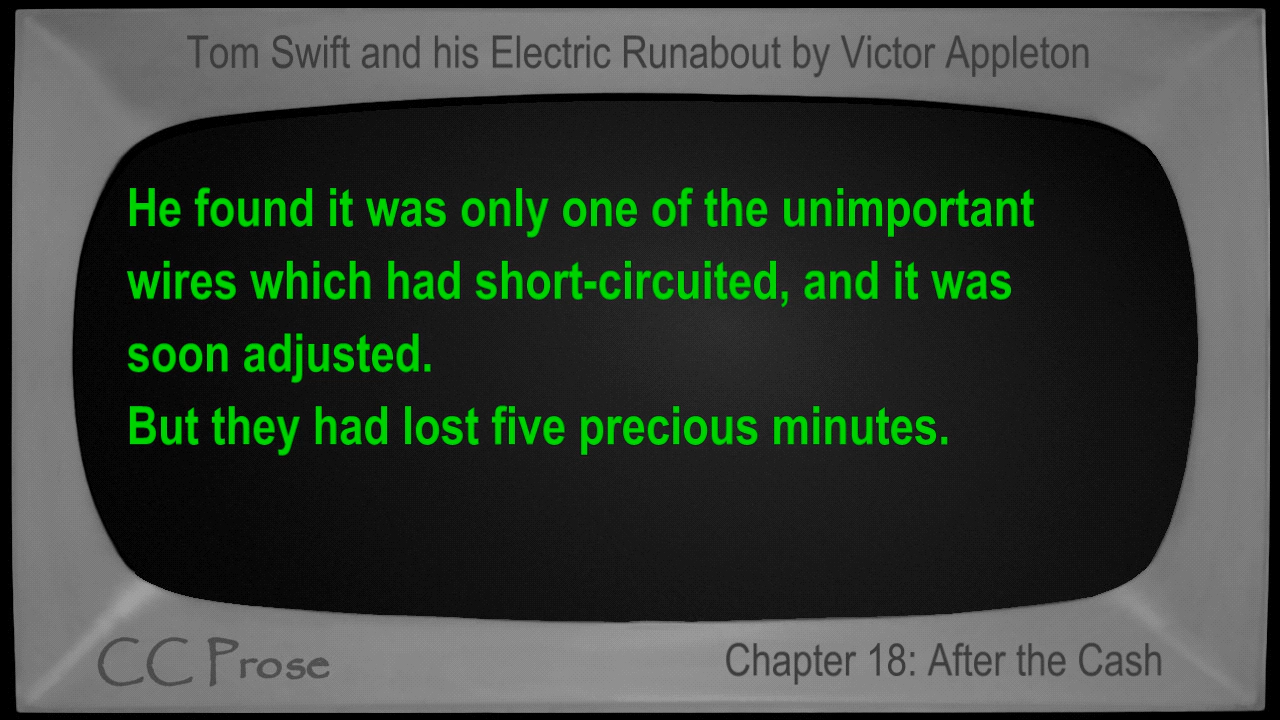 Tom Swift and his Electric Runabout by Victor Appleton
He found it was only one of the unimportant
wires which had short-circuited, and it was
soon adjusted.
But they had lost five precious minutes.
CC Prose
Chapter 18: After the Cash